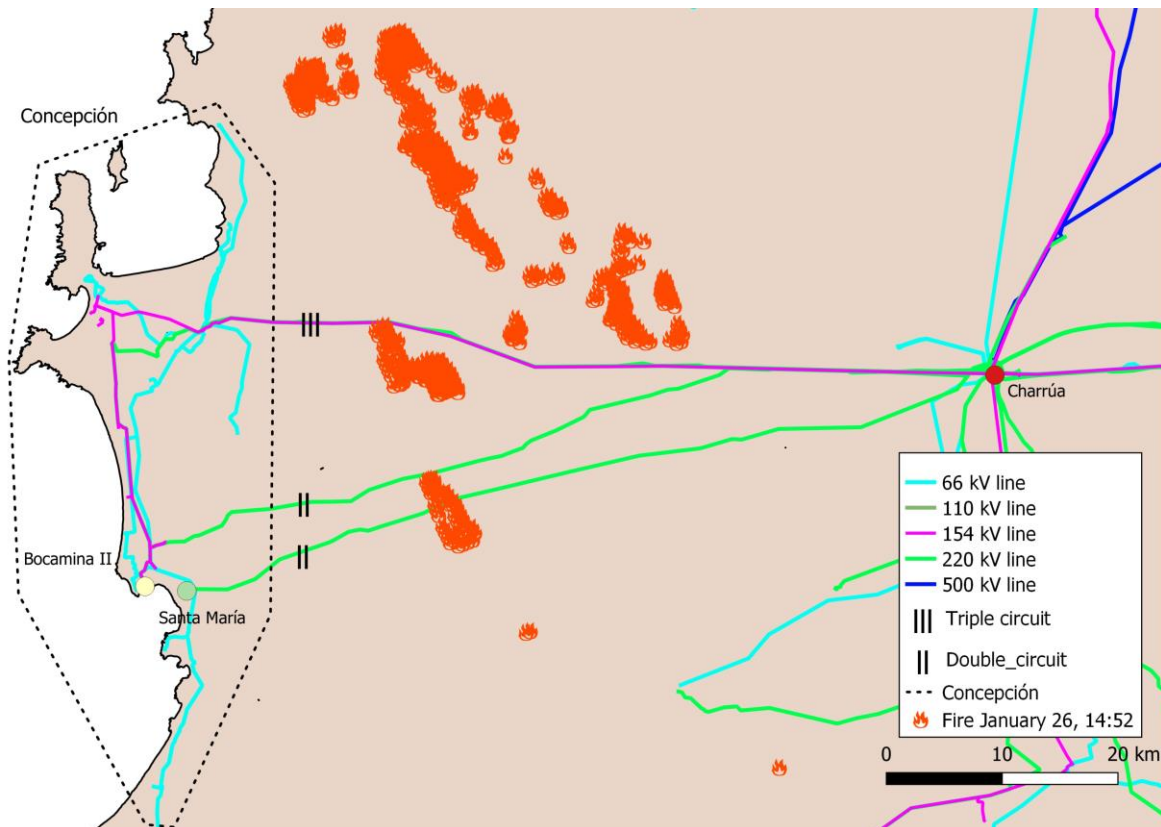 Concepción
Charrúa
Bocamina II
Santa María
66 kV line
110 kV line
154 kV line
220 kV line
500 kV line
Triple circuit
Double_circuit
Concepción
Fire January 26, 14:52
0 10 20 km